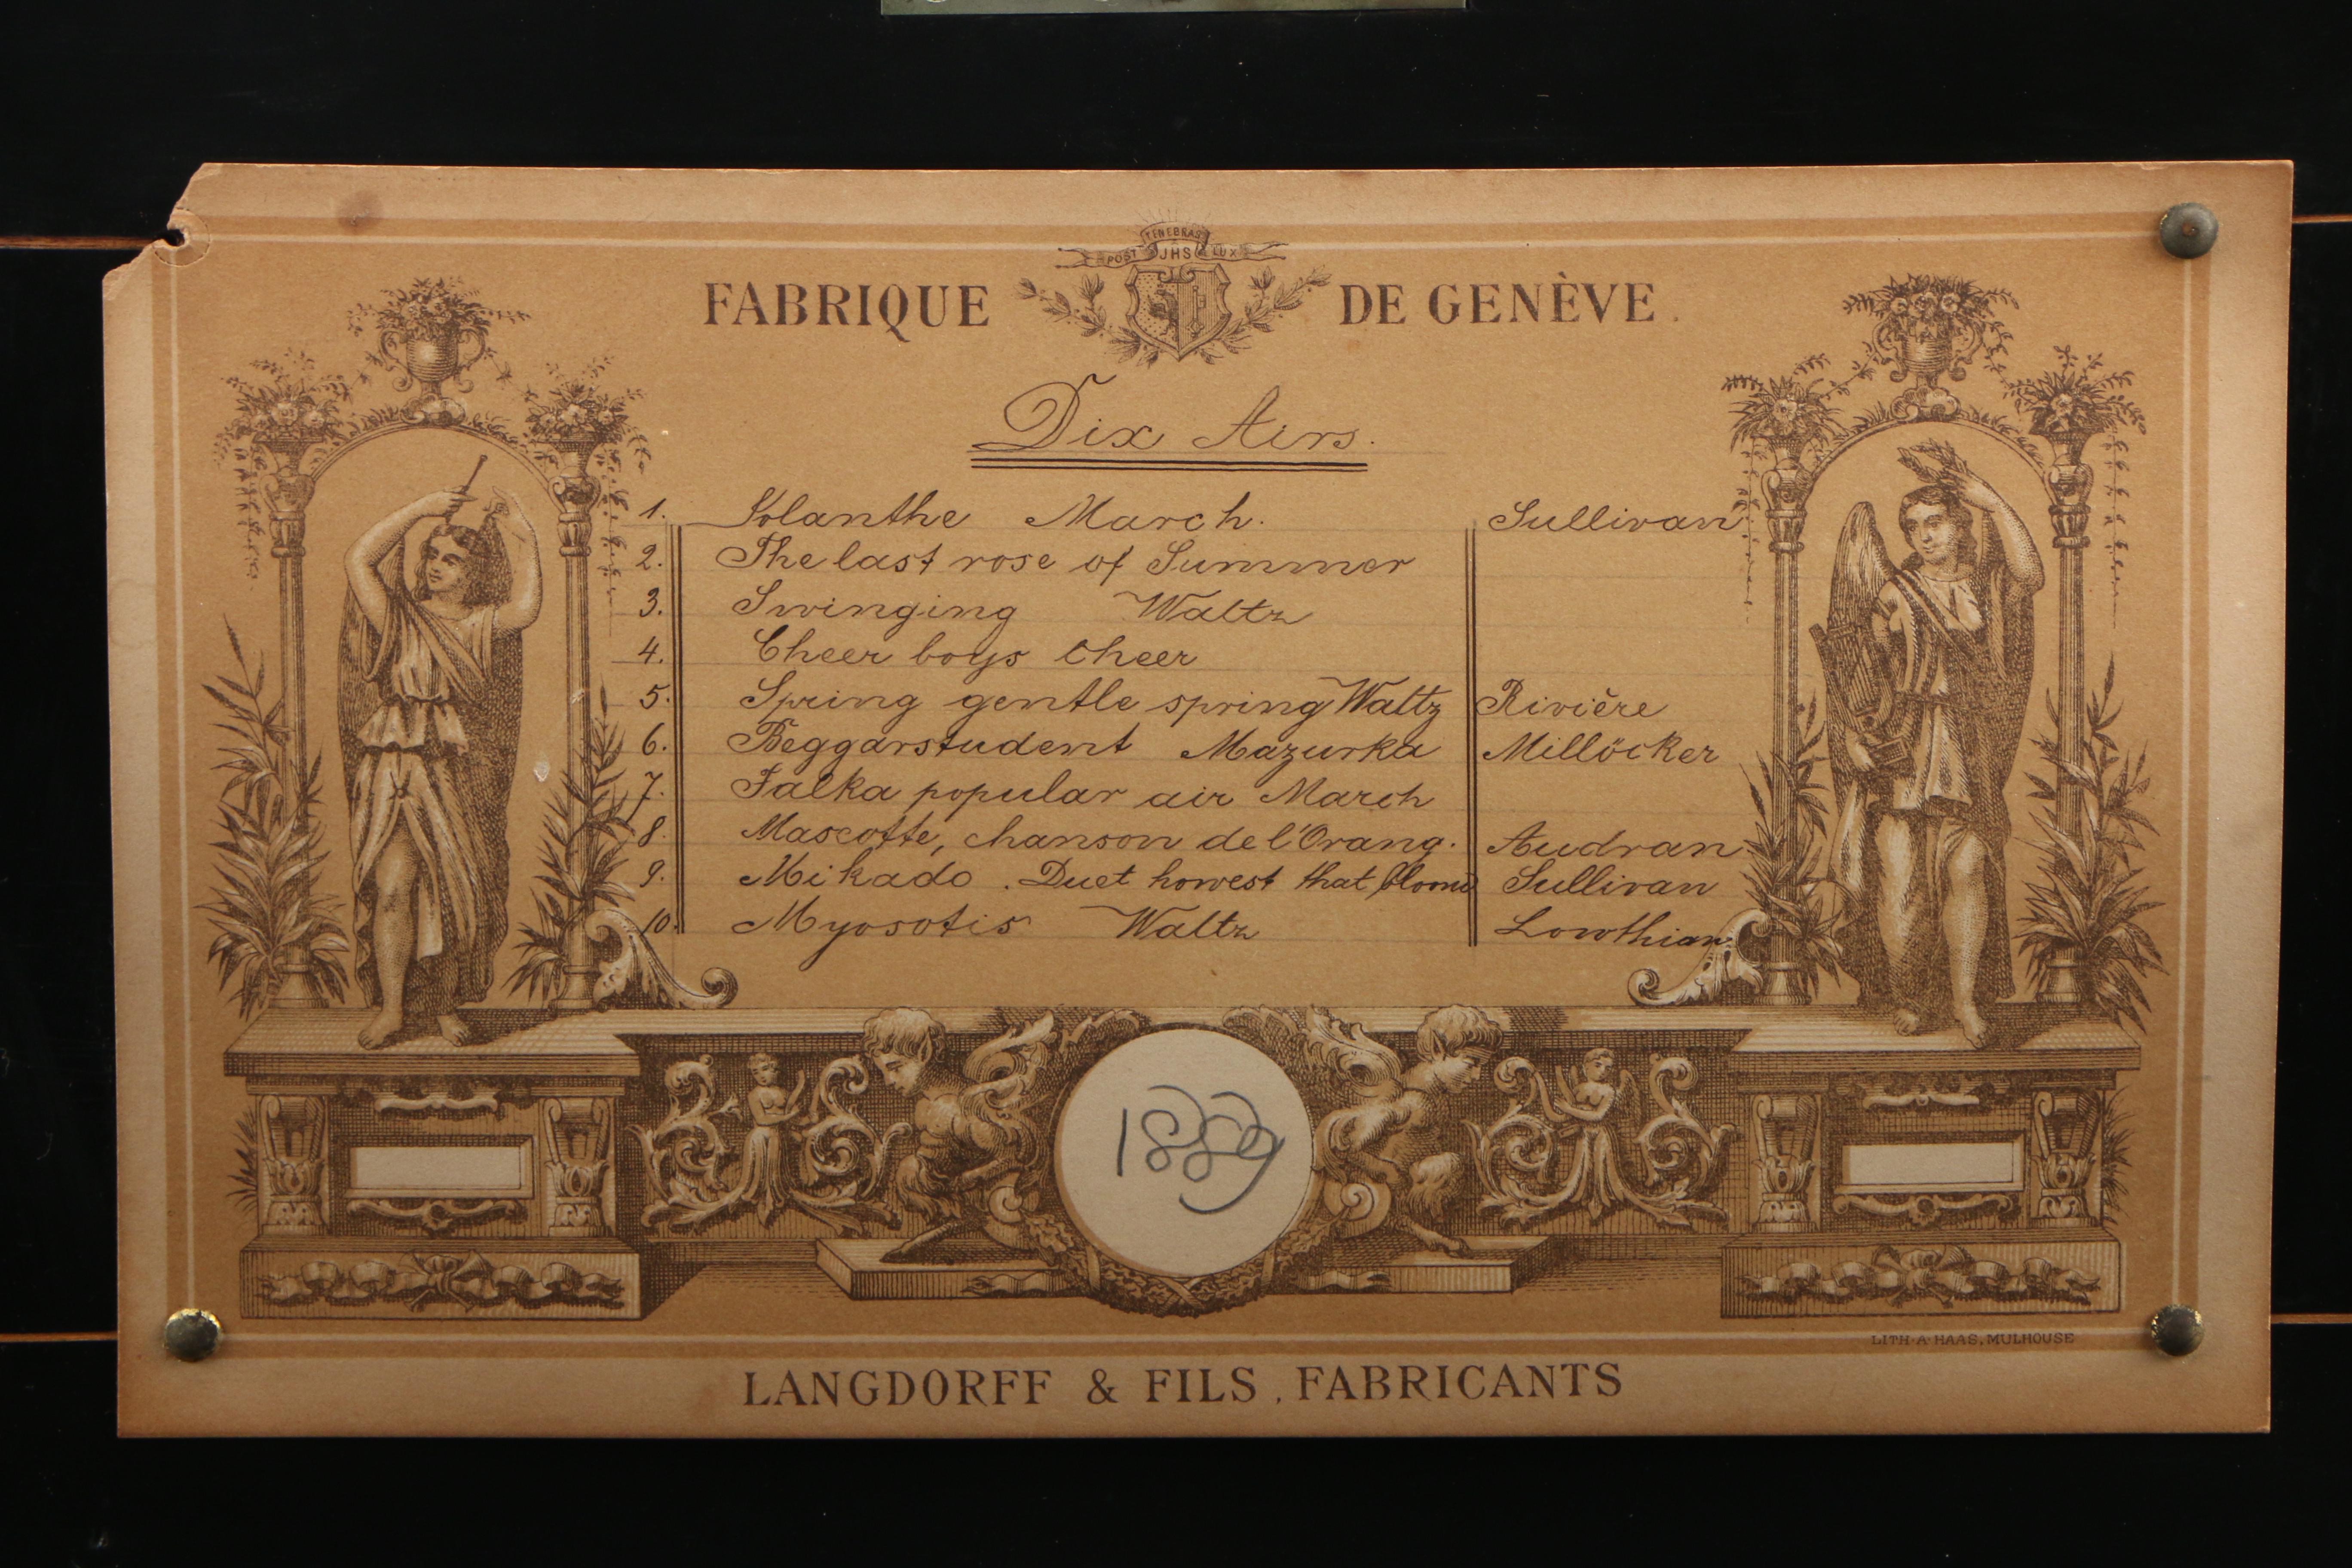 POST TENEBRAS LUX
JHS
FABRIQUE DE GENÈVE.
Dix Airs.
1. Iolanthe March. Sullivan
2. The last rose of Summer
3. Swinging Waltz
4. Cheer boys cheer
5. Spring gentle spring Waltz Rivière
6. Beggarstudent Mazurka Millöcker
7. Falka popular air March
8. Mascotte, chanson de l'Orang. Audran
9. Mikado. Duet howest that Sullivan
10. Myosotis Waltz Lowthian
1889
LITH. A. HAAS, MULHOUSE
LANGDORFF & FILS, FABRICANTS